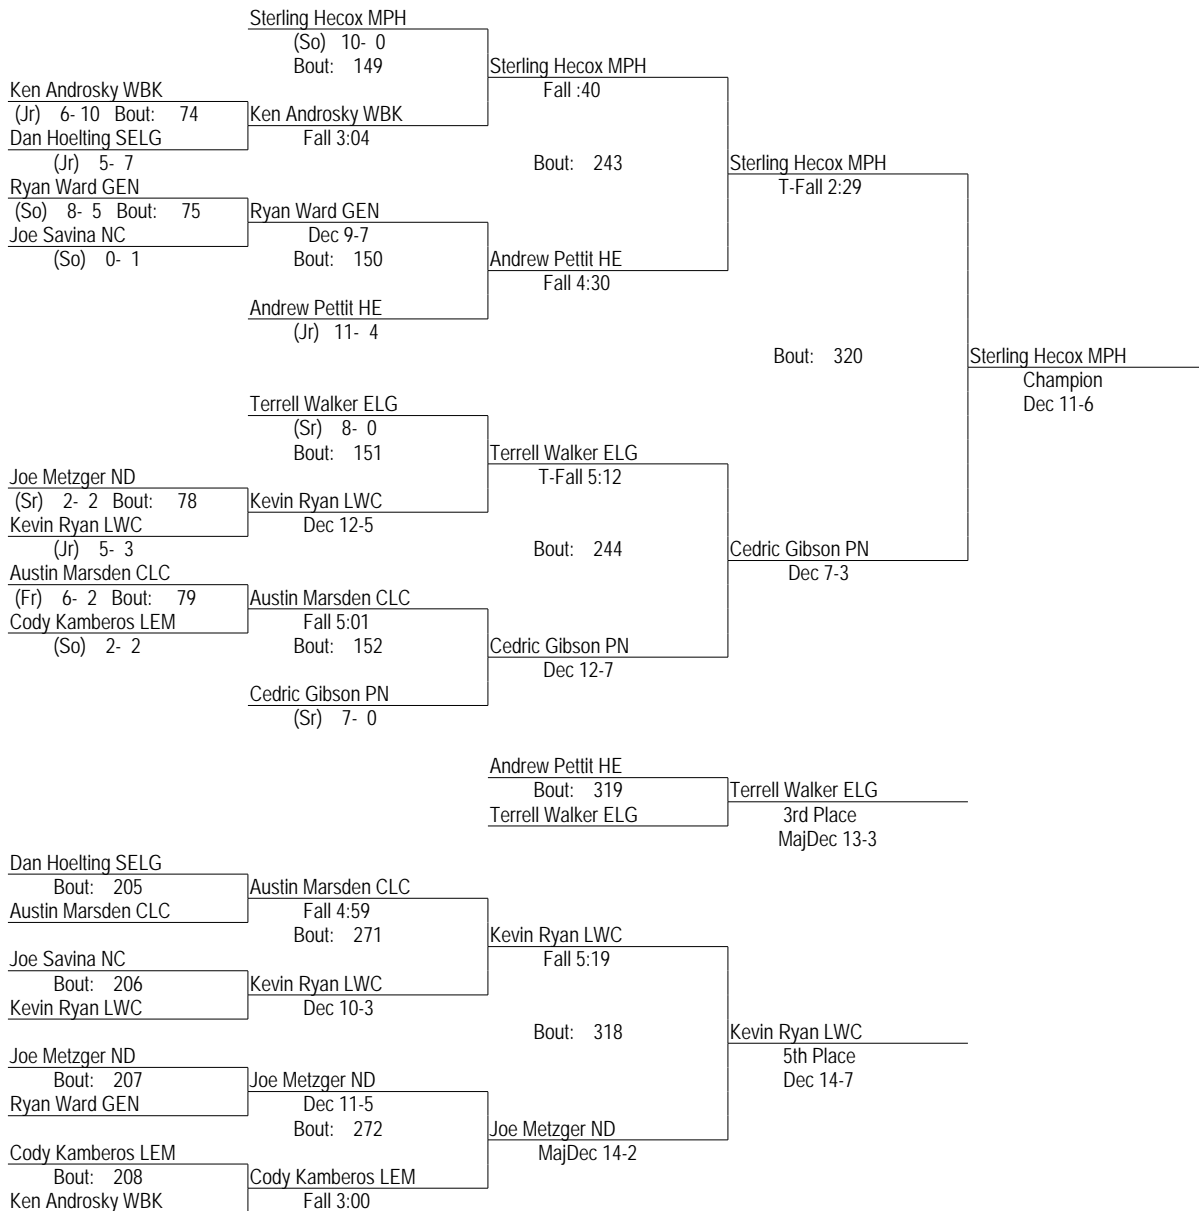 Sterling Hecox MPH
(So) 10- 0
Bout: 149
Sterling Hecox MPH
Fall :40
Ken Androsky WBK
(Jr) 6- 10 Bout: 74
Ken Androsky WBK
Dan Hoelting SELG
Fall 3:04
(Jr) 5- 7
Bout: 243
Sterling Hecox MPH
T-Fall 2:29
Ryan Ward GEN
(So) 8- 5 Bout: 75
Ryan Ward GEN
Joe Savina NC
Dec 9-7
(So) 0- 1
Bout: 150
Andrew Pettit HE
Fall 4:30
Andrew Pettit HE
(Jr) 11- 4
Bout: 320
Sterling Hecox MPH
Champion
Dec 11-6
Terrell Walker ELG
(Sr) 8- 0
Bout: 151
Terrell Walker ELG
T-Fall 5:12
Joe Metzger ND
(Sr) 2- 2 Bout: 78
Kevin Ryan LWC
Kevin Ryan LWC
Dec 12-5
(Jr) 5- 3
Bout: 244
Cedric Gibson PN
Dec 7-3
Austin Marsden CLC
(Fr) 6- 2 Bout: 79
Austin Marsden CLC
Cody Kamberos LEM
Fall 5:01
(So) 2- 2
Bout: 152
Cedric Gibson PN
Dec 12-7
Cedric Gibson PN
(Sr) 7- 0
Andrew Pettit HE
Bout: 319
Terrell Walker ELG
Terrell Walker ELG
3rd Place
MajDec 13-3
Dan Hoelting SELG
Bout: 205
Austin Marsden CLC
Austin Marsden CLC
Fall 4:59
Bout: 271
Kevin Ryan LWC
Fall 5:19
Joe Savina NC
Bout: 206
Kevin Ryan LWC
Kevin Ryan LWC
Dec 10-3
Bout: 318
Kevin Ryan LWC
5th Place
Dec 14-7
Joe Metzger ND
Bout: 207
Joe Metzger ND
Ryan Ward GEN
Dec 11-5
Bout: 272
Joe Metzger ND
MajDec 14-2
Cody Kamberos LEM
Bout: 208
Cody Kamberos LEM
Ken Androsky WBK
Fall 3:00